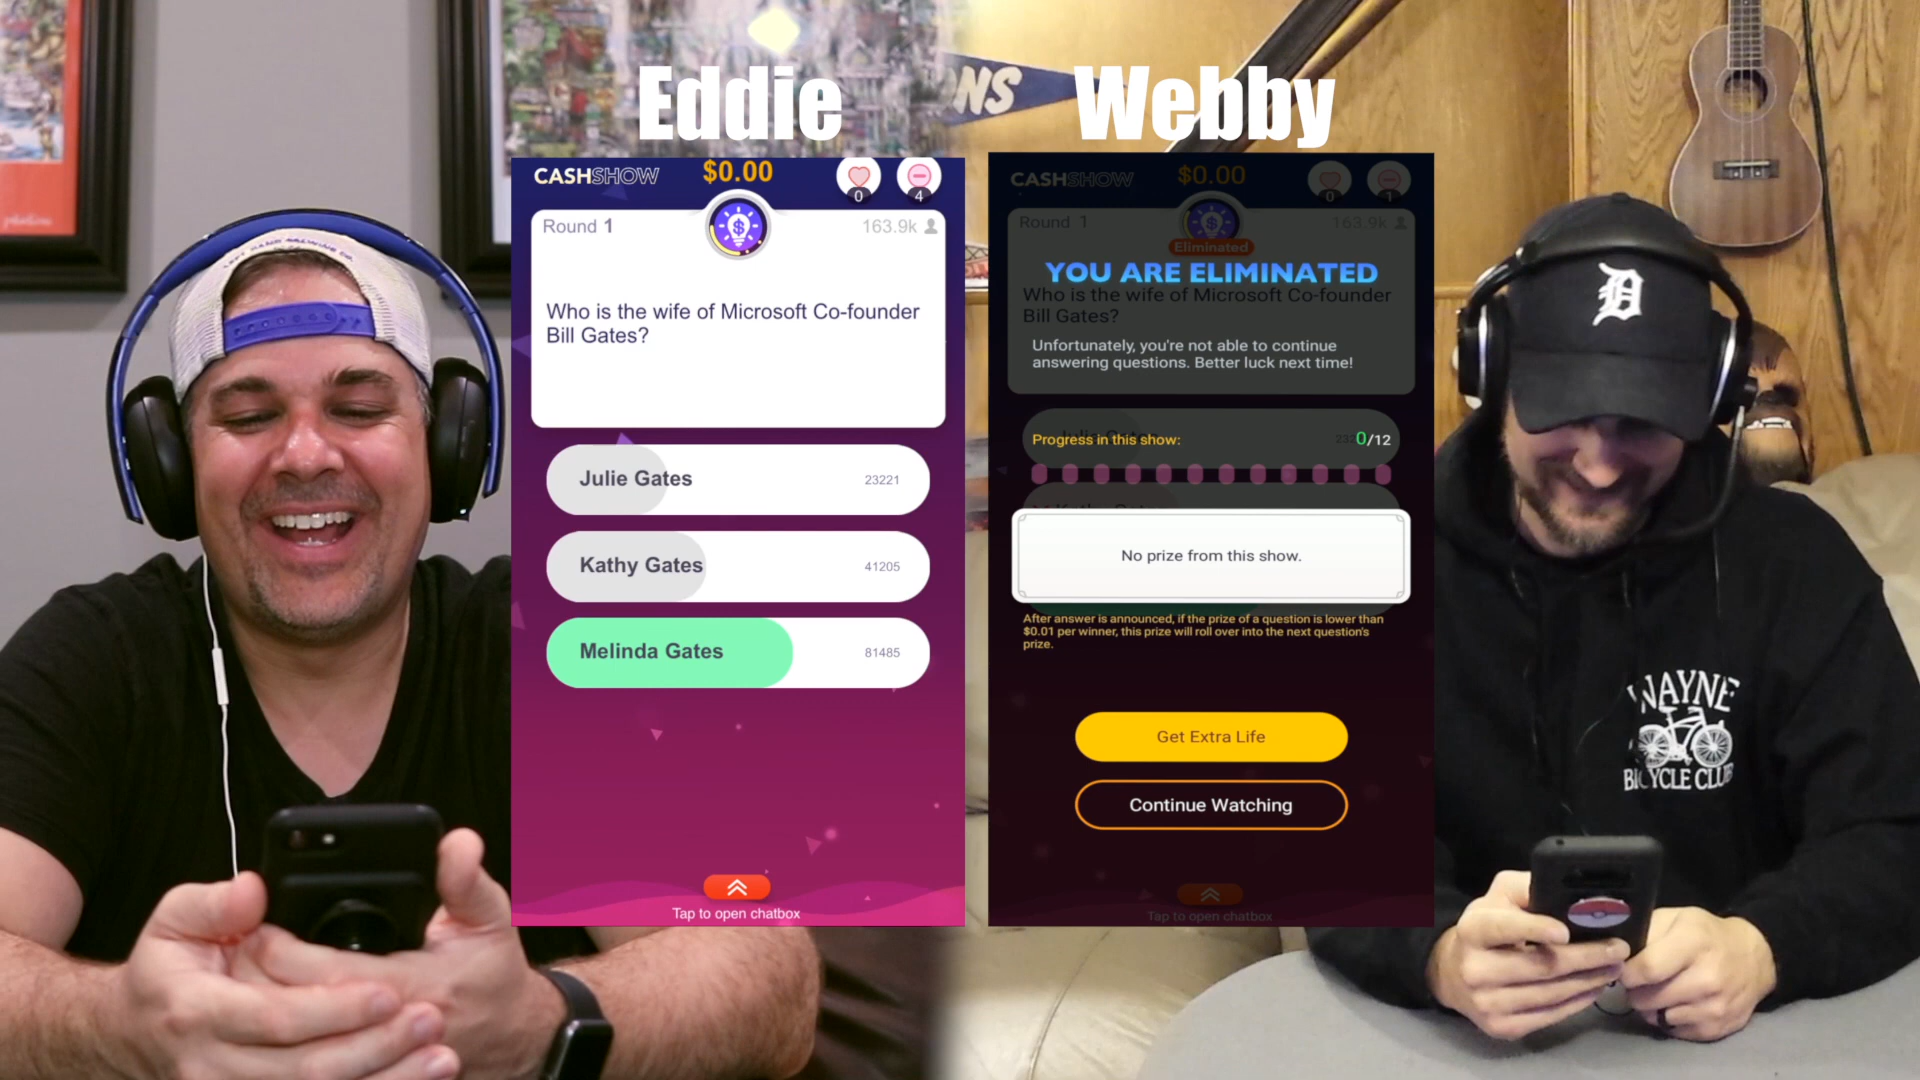 Eddie
Webby
NS
CASHSHOW
$0.00
0
4
Round 1
163.9k
Who is the wife of Microsoft Co-founder
Bill Gates?
Julie Gates
23221
Kathy Gates
41205
Melinda Gates
81485
Tap to open chatbox
CASHSHOW
$0.00
0
1
Round 1
163.9k
Eliminated
YOU ARE ELIMINATED
Who is the wife of Microsoft Co-founder
Bill Gates?
Unfortunately, you're not able to continue
answering questions. Better luck next time!
Progress in this show:
0/12
No prize from this show.
After answer is announced, if the prize of a question is lower than
$0.01 per winner, this prize will roll over into the next question's
prize.
Get Extra Life
Continue Watching
Tap to open chatbox
D
WAYNE
BICYCLE CLUB